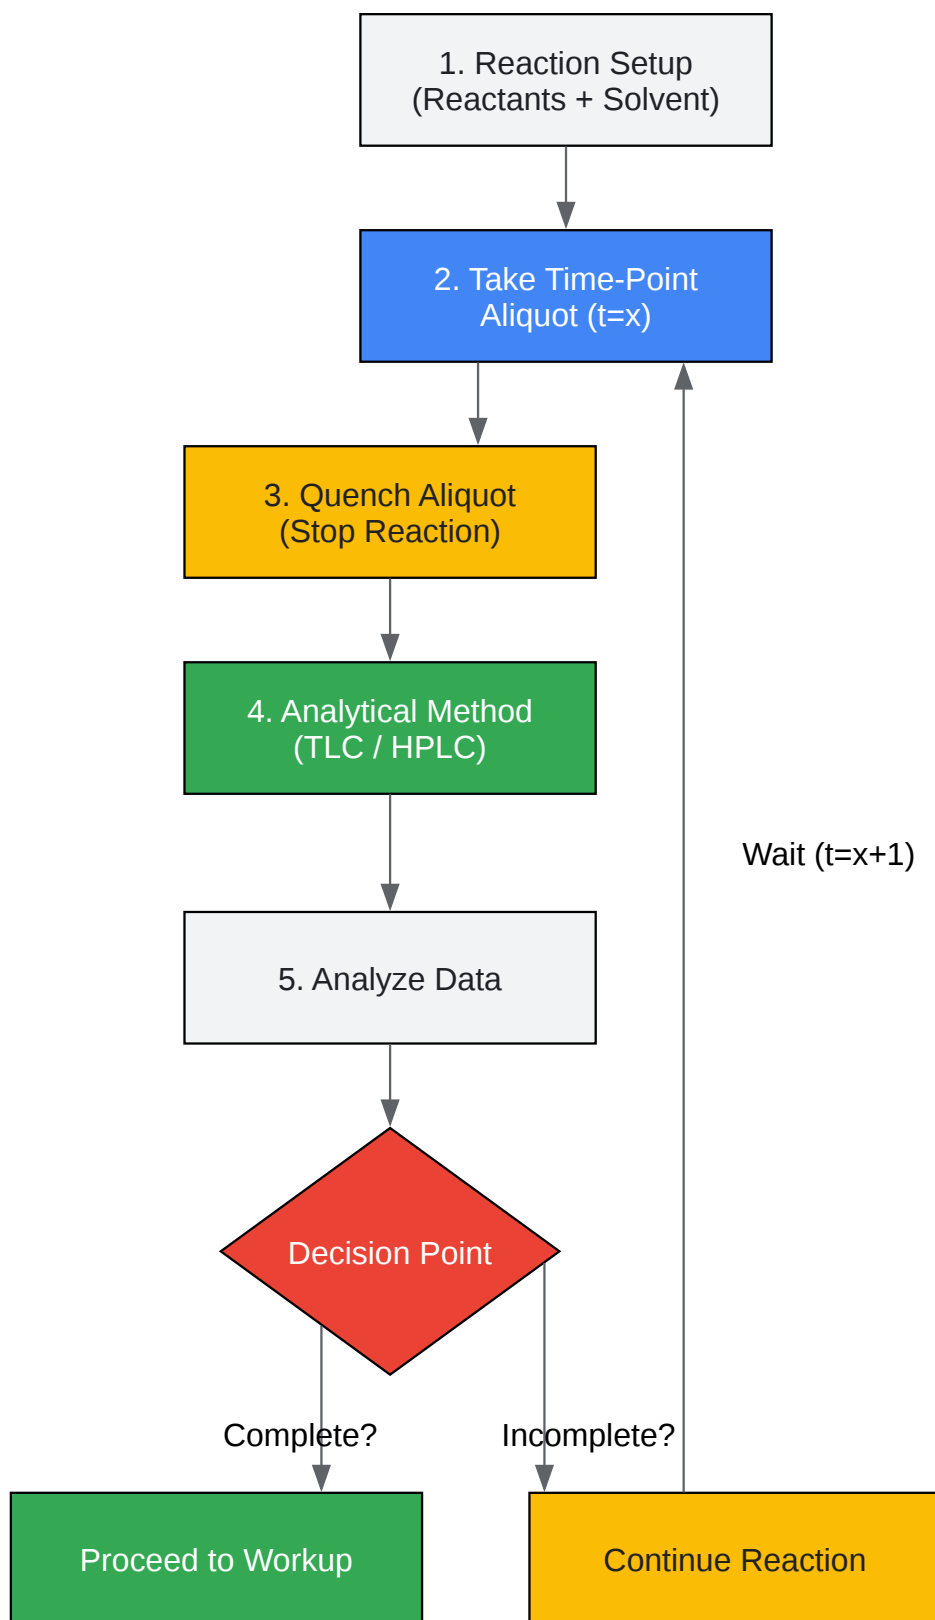 1. Reaction Setup
(Reactants + Solvent)
2. Take Time-Point
Aliquot (t=x)
3. Quench Aliquot
(Stop Reaction)
4. Analytical Method
(TLC / HPLC)
Wait (t=x+1)
5. Analyze Data
Decision Point
Complete?
Incomplete?
Proceed to Workup
Continue Reaction